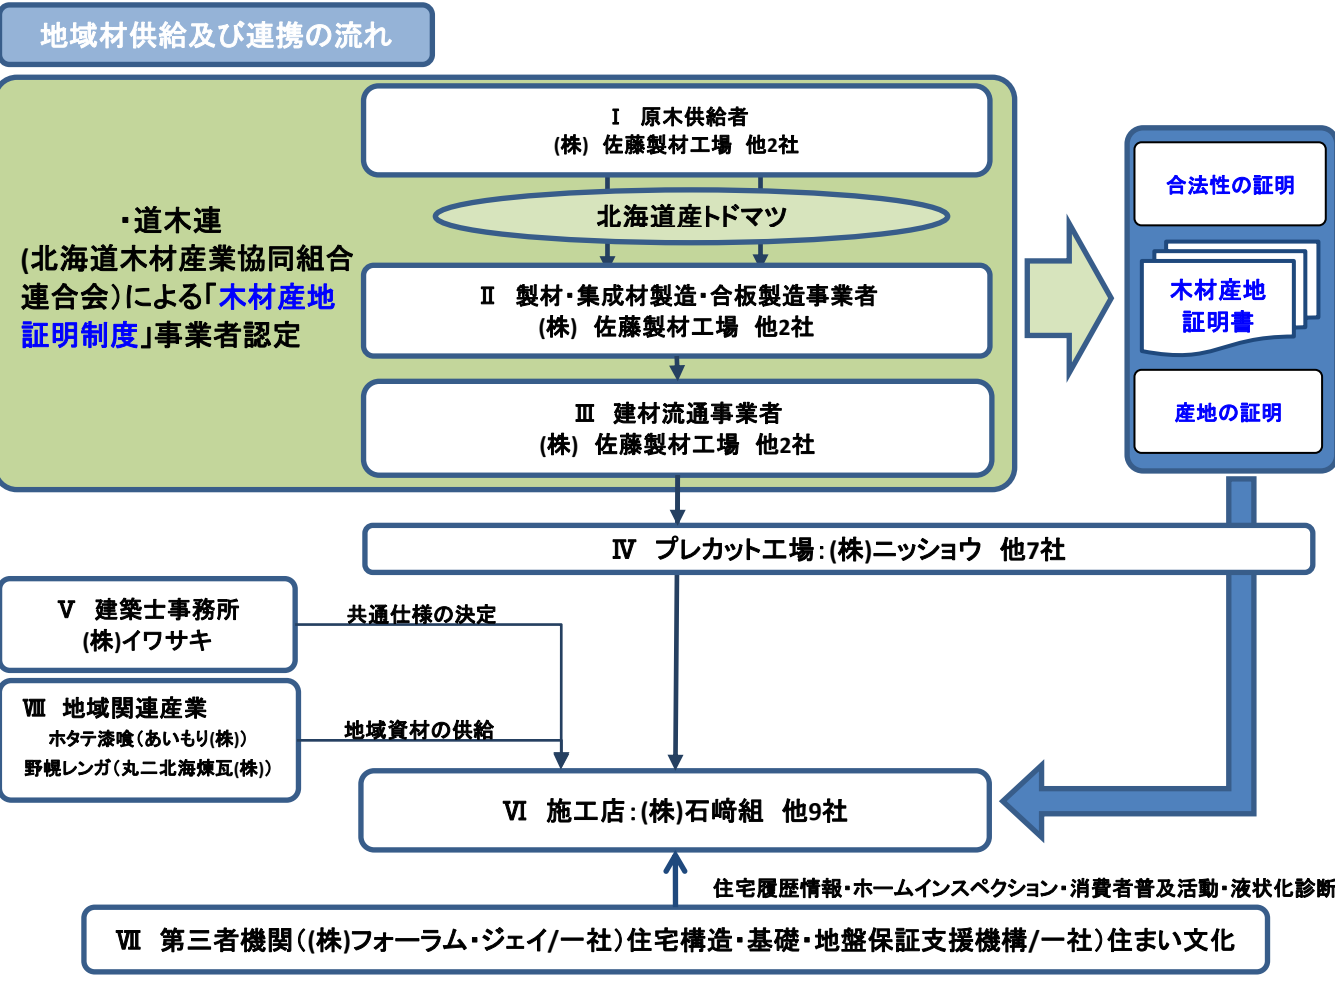 地域材供給及び連携の流れ
Ⅰ　原木供給者
(株)　佐藤製材工場　他2社
北海道産トドマツ
・道木連
(北海道木材産業協同組合
連合会)による「木材産地
証明制度」事業者認定
Ⅱ　製材・集成材製造・合板製造事業者
(株)　佐藤製材工場　他2社
Ⅲ　建材流通事業者
(株)　佐藤製材工場　他2社
合法性の証明
木材産地
証明書
産地の証明
Ⅳ　プレカット工場：(株)ニッショウ　他7社
Ⅴ　建築士事務所
(株)イワサキ
共通仕様の決定
Ⅷ　地域関連産業
ホタテ漆喰(あいもり(株))
野幌レンガ(丸二北海煉瓦(株))
地域資材の供給
Ⅵ　施工店：(株)石﨑組　他9社
住宅履歴情報・ホームインスペクション・消費者普及活動・液状化診断
Ⅶ　第三者機関((株)フォーラム・ジェイ/一社)住宅構造・基礎・地盤保証支援機構/一社)住まい文化